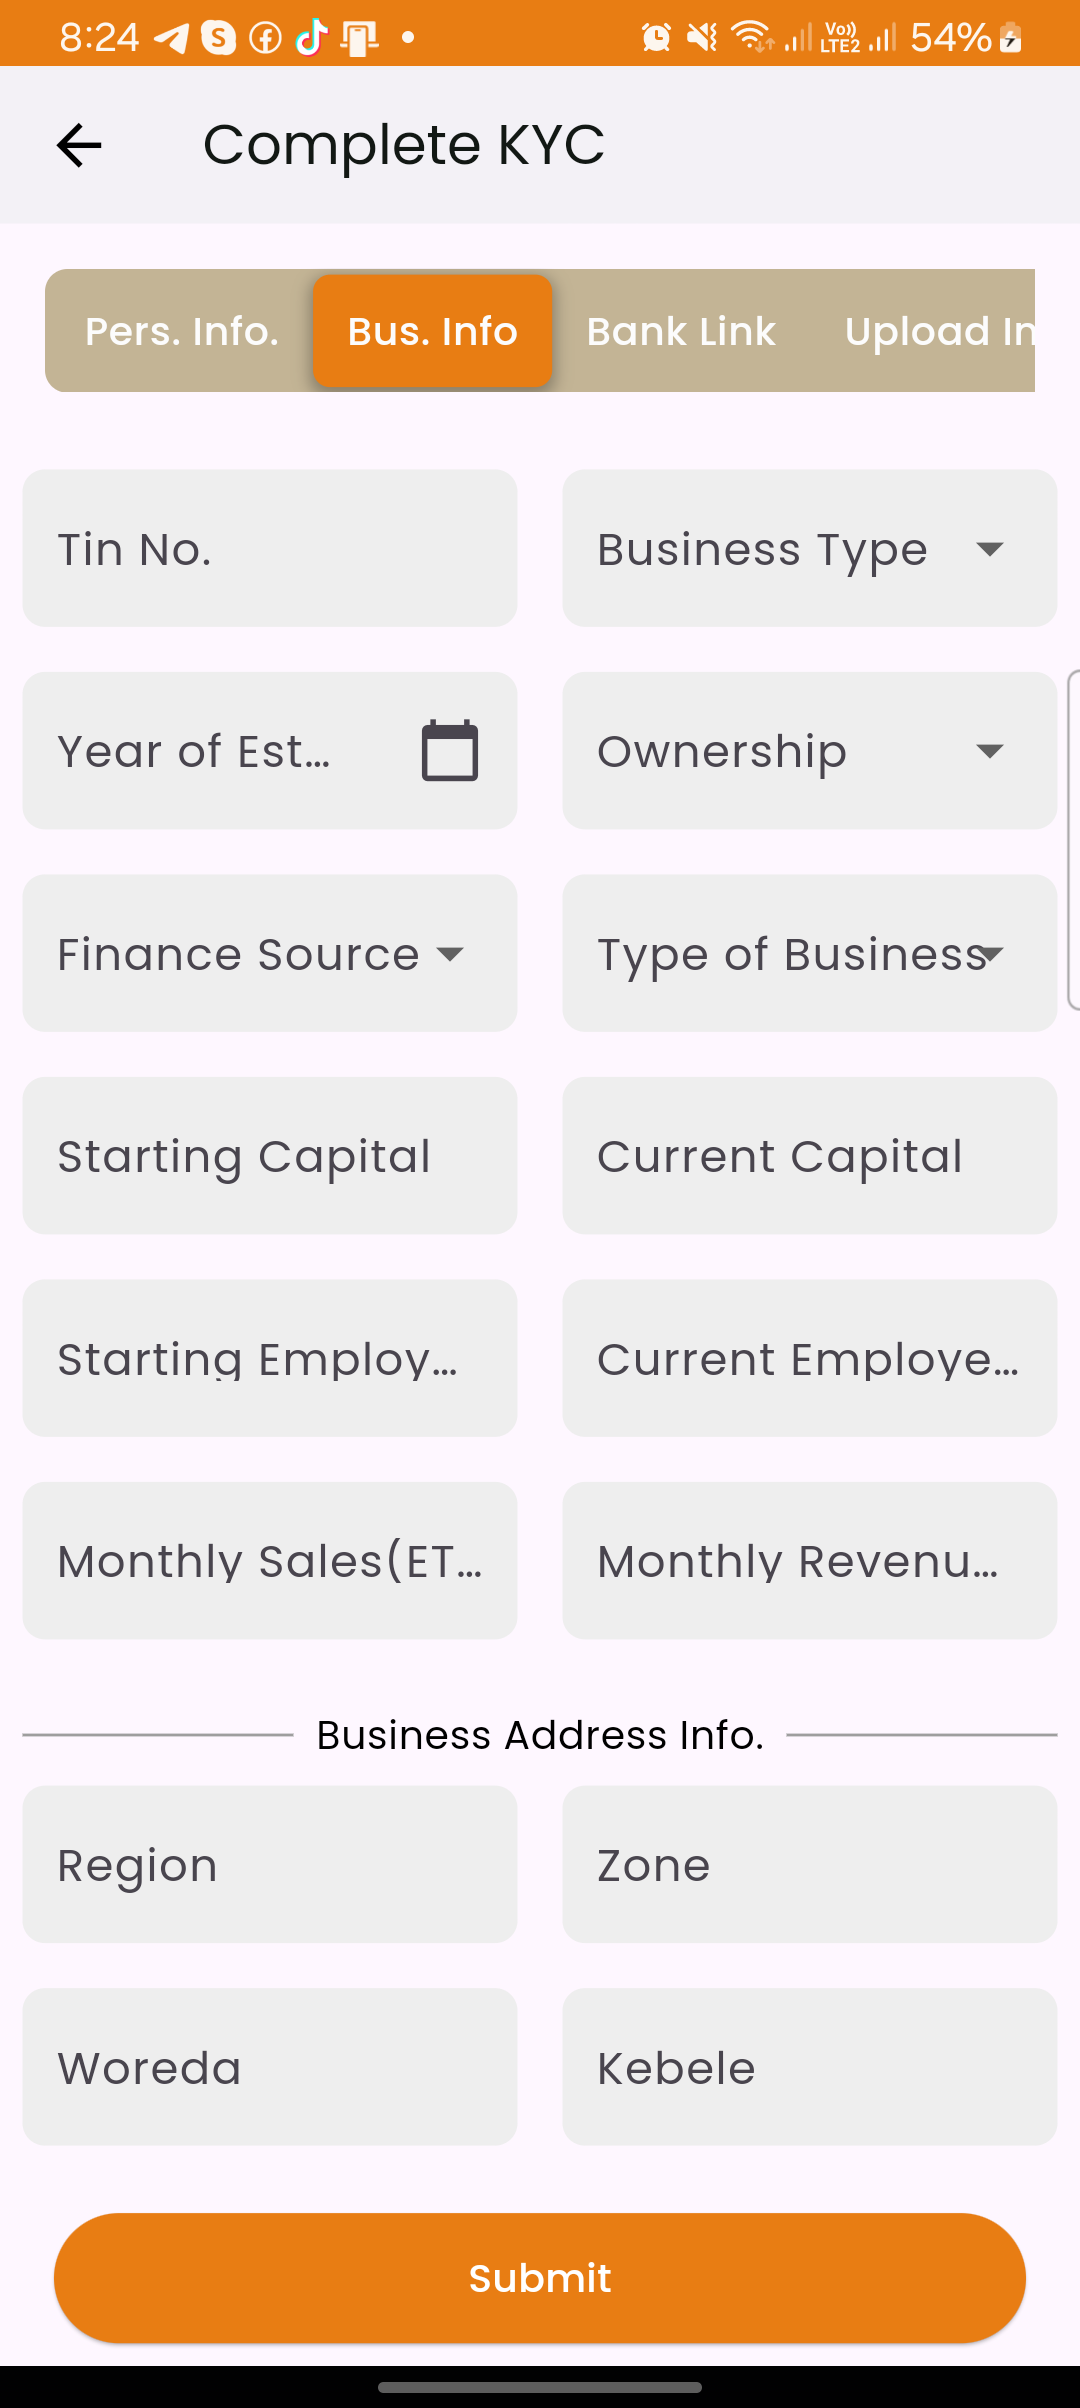 8:24 Vo)) LTE2 54%
Complete KYC
Pers. Info. Bus. Info Bank Link Upload In
Tin No. Business Type
Year of Est... Ownership
Finance Source Type of Business
Starting Capital Current Capital
Starting Employ... Current Employe...
Monthly Sales(ET... Monthly Revenu...
Business Address Info.
Region Zone
Woreda Kebele
Submit